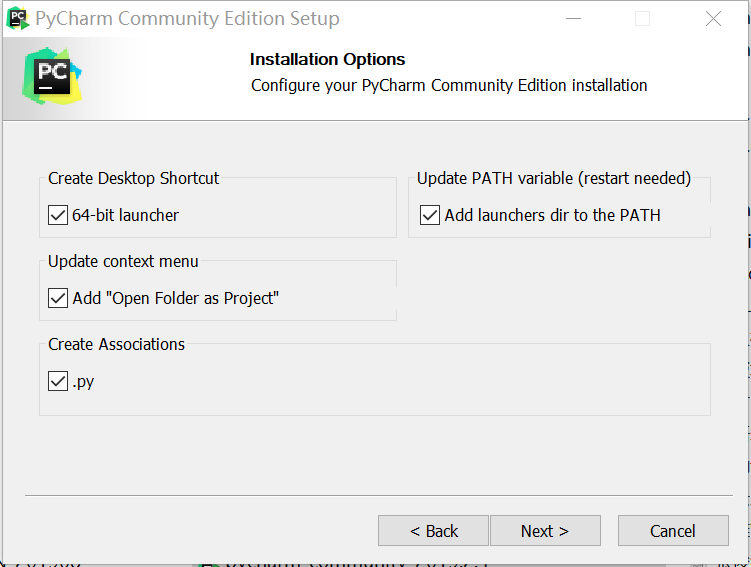 PyCharm Community Edition Setup
PC
Installation Options
Configure your PyCharm Community Edition installation
Create Desktop Shortcut
64-bit launcher
Update PATH variable (restart needed)
Add launchers dir to the PATH
Update context menu
Add "Open Folder as Project"
Create Associations
.py
< Back
Next >
Cancel